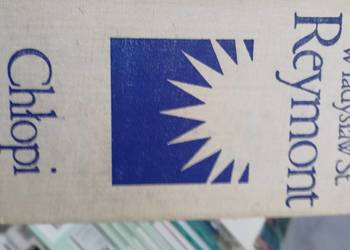 Władysław St.
Reymont
Chłopi